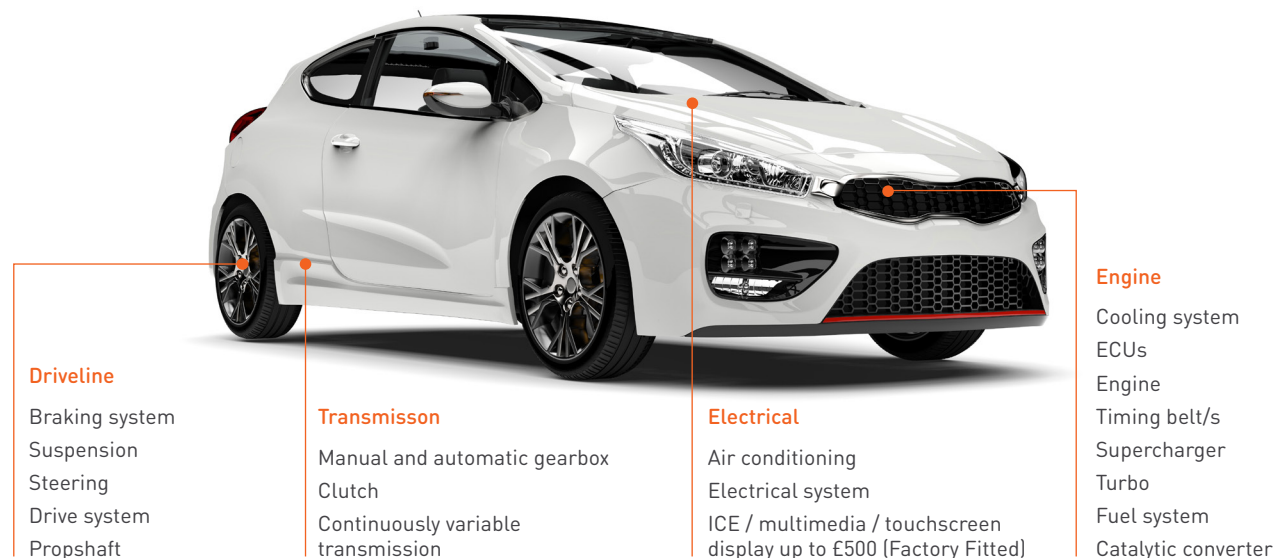 Driveline
Braking system
Suspension
Steering
Drive system
Propshaft
Transmisson
Manual and automatic gearbox
Clutch
Continuously variable
transmission
Electrical
Air conditioning
Electrical system
ICE / multimedia / touchscreen
display up to £500 (Factory Fitted)
Engine
Cooling system
ECUs
Engine
Timing belt/s
Supercharger
Turbo
Fuel system
Catalytic converter